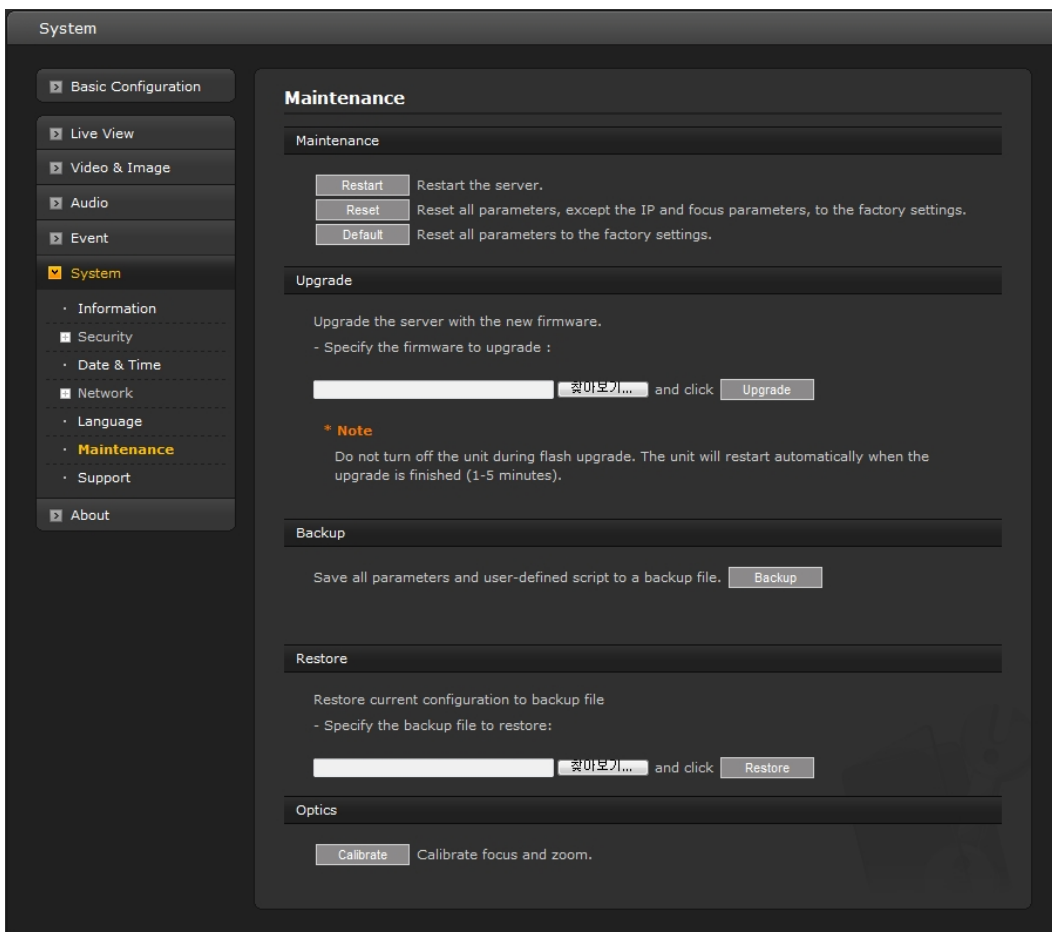 System
Basic Configuration
Live View
Video & Image
Audio
Event
System
Information
Security
Date & Time
Network
Language
Maintenance
Support
About
Maintenance
Maintenance
Restart Restart the server.
Reset Reset all parameters, except the IP and focus parameters, to the factory settings.
Default Reset all parameters to the factory settings.
Upgrade
Upgrade the server with the new firmware.
- Specify the firmware to upgrade :
찾아보기... and click Upgrade
* Note
Do not turn off the unit during flash upgrade. The unit will restart automatically when the
upgrade is finished (1-5 minutes).
Backup
Save all parameters and user-defined script to a backup file. Backup
Restore
Restore current configuration to backup file
- Specify the backup file to restore:
찾아보기... and click Restore
Optics
Calibrate Calibrate focus and zoom.